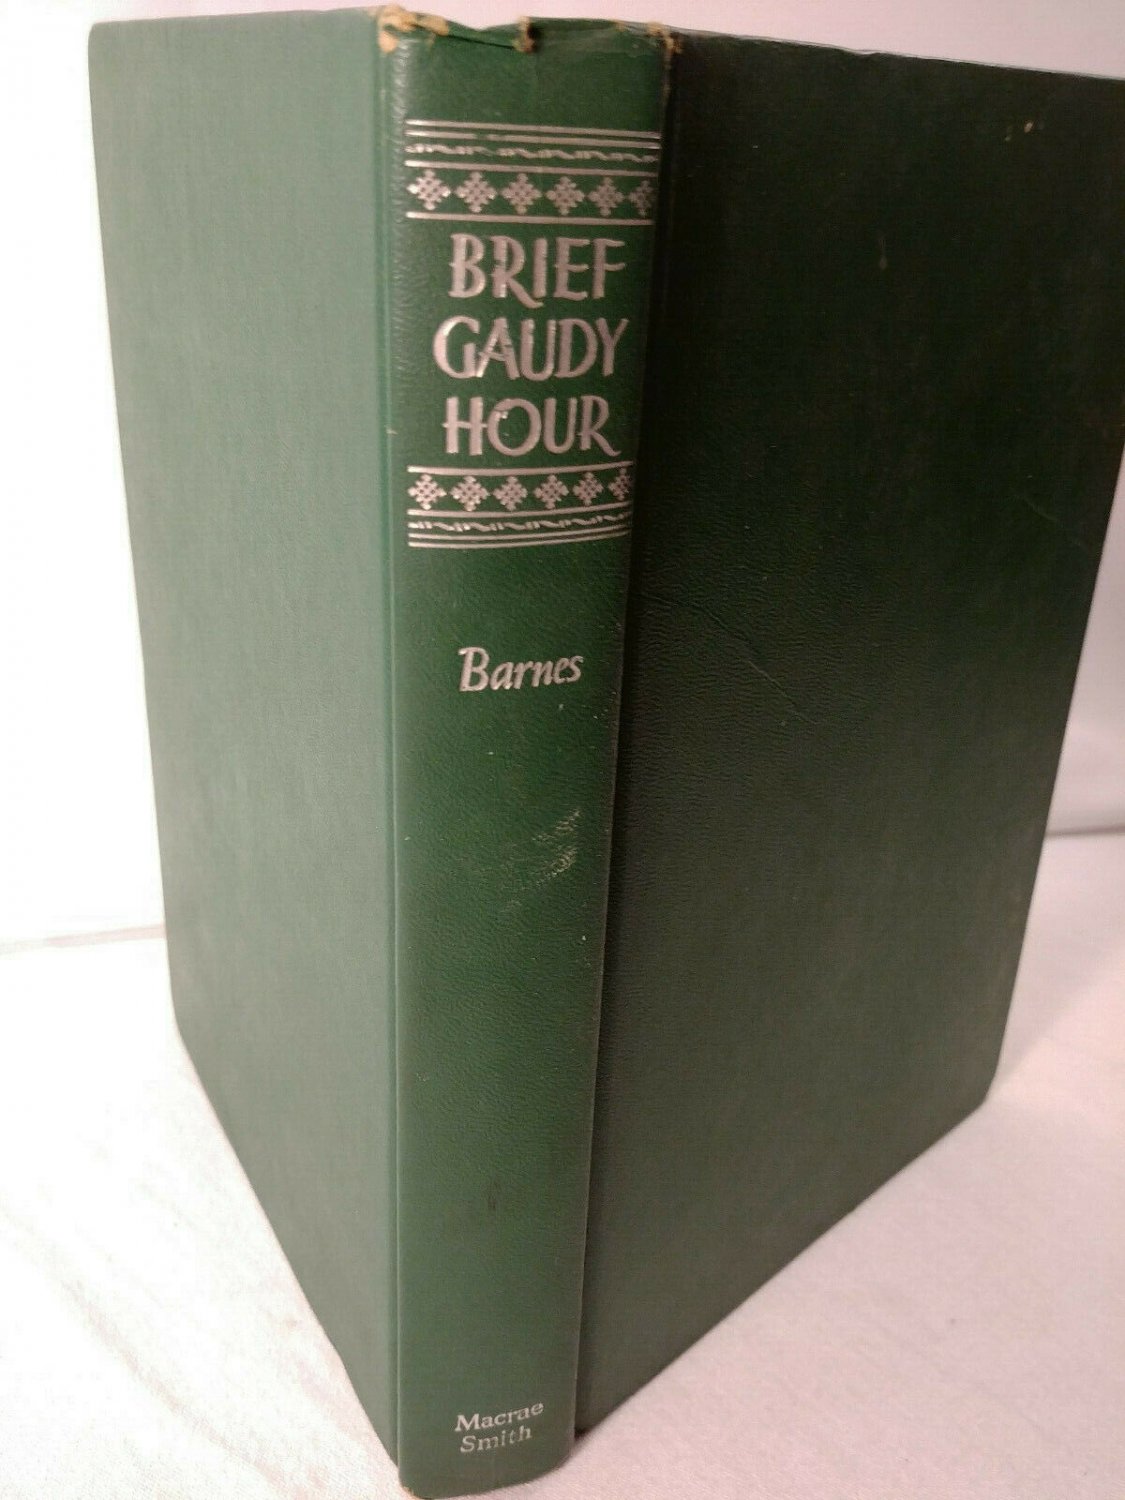 BRIEF
GAUDY
HOUR
Barnes
Macrae
Smith